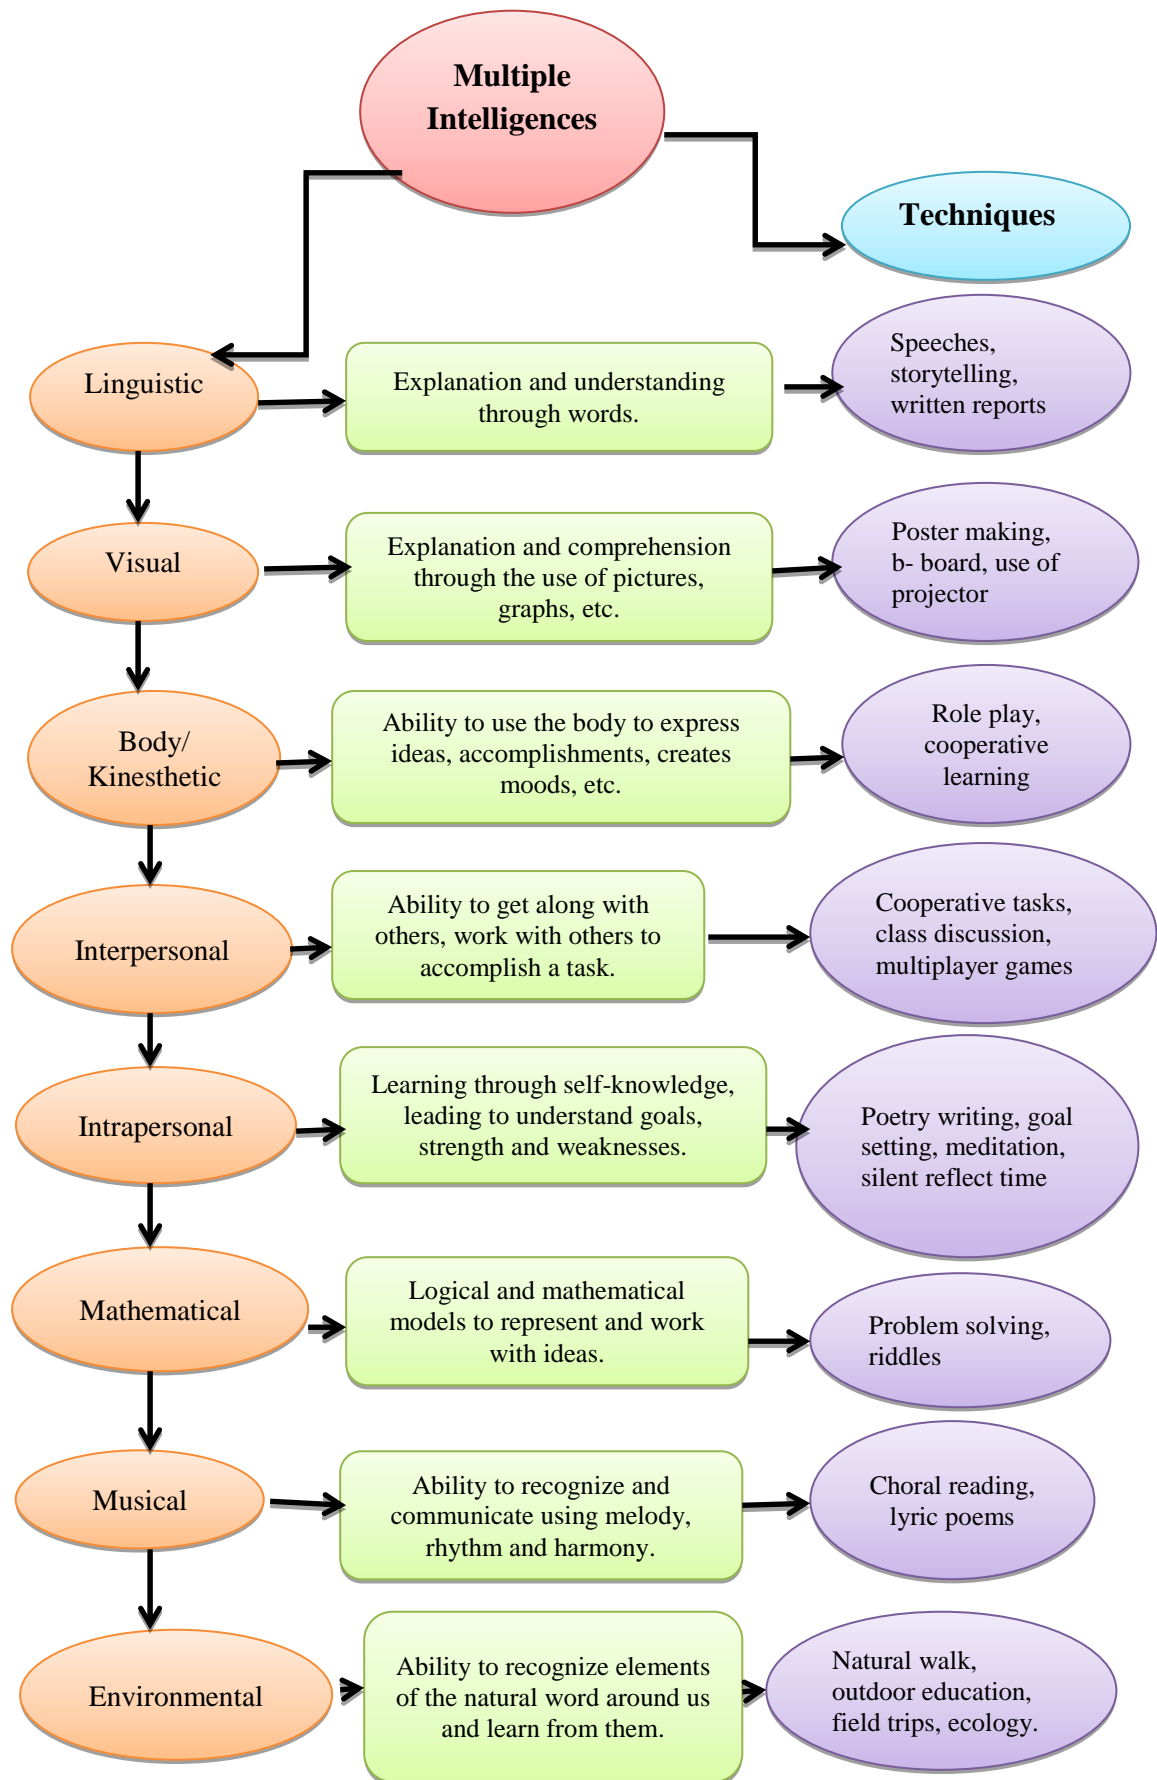 Multiple
Intelligences
Techniques
Linguistic
Explanation and understanding
through words.
Speeches,
storytelling,
written reports
Visual
Explanation and comprehension
through the use of pictures,
graphs, etc.
Poster making,
b- board, use of
projector
Body/
Kinesthetic
Ability to use the body to express
ideas, accomplishments, creates
moods, etc.
Role play,
cooperative
learning
Interpersonal
Ability to get along with
others, work with others to
accomplish a task.
Cooperative tasks,
class discussion,
multiplayer games
Intrapersonal
Learning through self-knowledge,
leading to understand goals,
strength and weaknesses.
Poetry writing, goal
setting, meditation,
silent reflect time
Mathematical
Logical and mathematical
models to represent and work
with ideas.
Problem solving,
riddles
Musical
Ability to recognize and
communicate using melody,
rhythm and harmony.
Choral reading,
lyric poems
Environmental
Ability to recognize elements
of the natural word around us
and learn from them.
Natural walk,
outdoor education,
field trips, ecology.